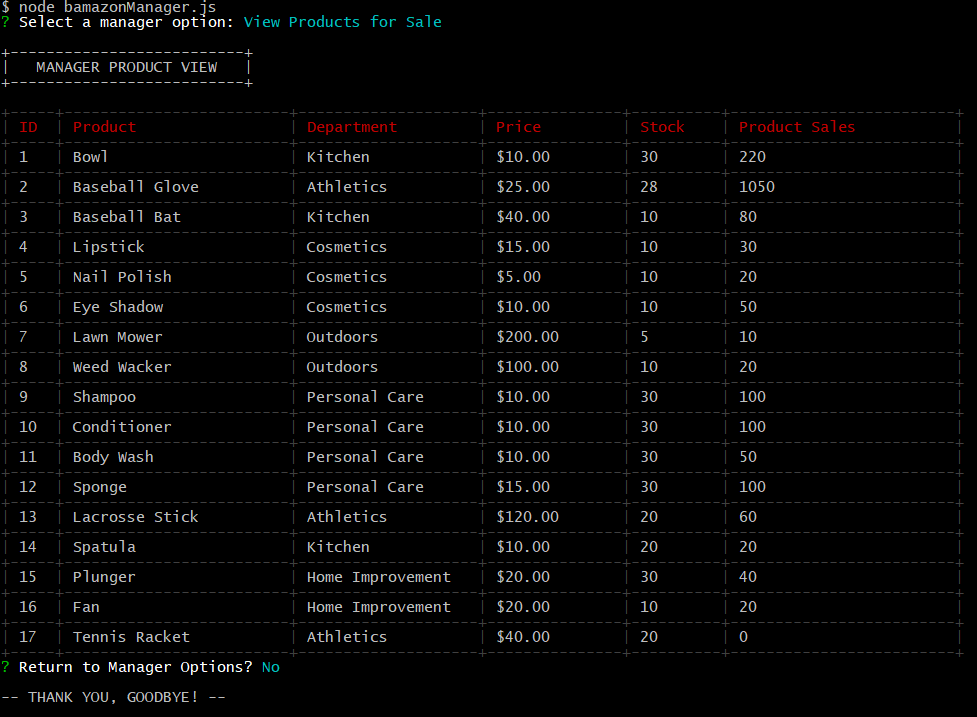 $ node bamazonManager.js
? Select a manager option: View Products for Sale
+--------------------------+
|   MANAGER PRODUCT VIEW   |
+--------------------------+
| ID | Product | Department | Price | Stock | Product Sales |
| 1 | Bowl | Kitchen | $10.00 | 30 | 220 |
| 2 | Baseball Glove | Athletics | $25.00 | 28 | 1050 |
| 3 | Baseball Bat | Kitchen | $40.00 | 10 | 80 |
| 4 | Lipstick | Cosmetics | $15.00 | 10 | 30 |
| 5 | Nail Polish | Cosmetics | $5.00 | 10 | 20 |
| 6 | Eye Shadow | Cosmetics | $10.00 | 10 | 50 |
| 7 | Lawn Mower | Outdoors | $200.00 | 5 | 10 |
| 8 | Weed Wacker | Outdoors | $100.00 | 10 | 20 |
| 9 | Shampoo | Personal Care | $10.00 | 30 | 100 |
| 10 | Conditioner | Personal Care | $10.00 | 30 | 100 |
| 11 | Body Wash | Personal Care | $10.00 | 30 | 50 |
| 12 | Sponge | Personal Care | $15.00 | 30 | 100 |
| 13 | Lacrosse Stick | Athletics | $120.00 | 20 | 60 |
| 14 | Spatula | Kitchen | $10.00 | 20 | 20 |
| 15 | Plunger | Home Improvement | $20.00 | 30 | 40 |
| 16 | Fan | Home Improvement | $20.00 | 10 | 20 |
| 17 | Tennis Racket | Athletics | $40.00 | 20 | 0 |
? Return to Manager Options? No
-- THANK YOU, GOODBYE! --